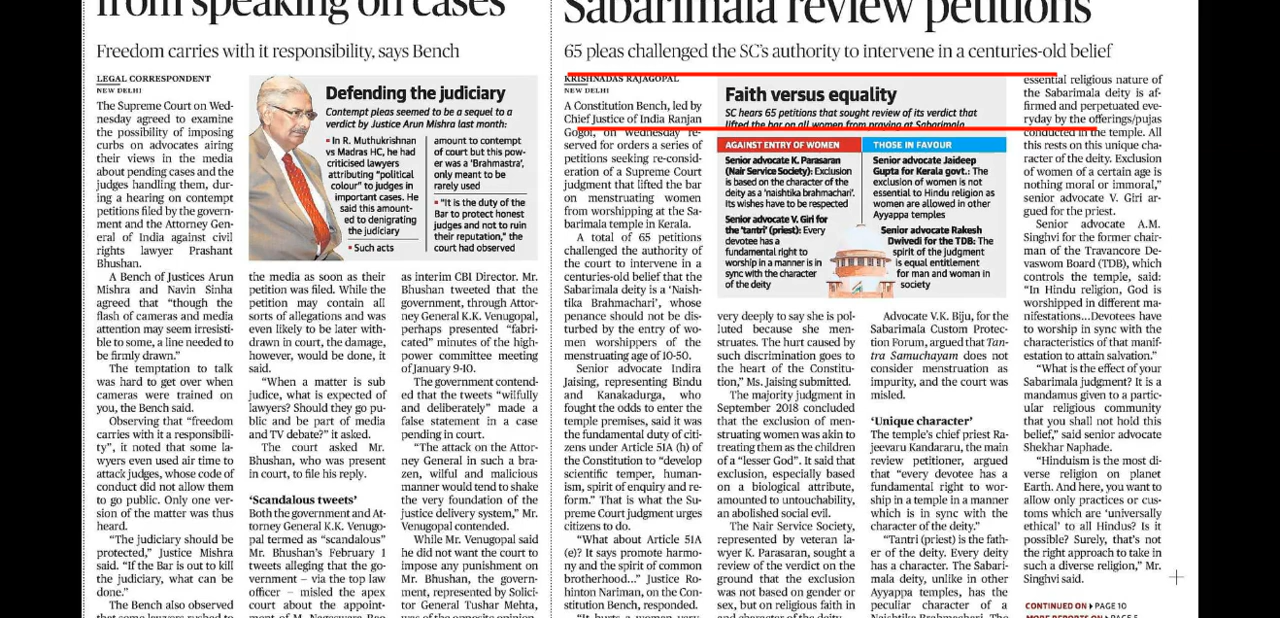 from speaking on cases
Freedom carries with it responsibility, says Bench
LEGAL CORRESPONDENT
NEW DELHI
The Supreme Court on Wed-
nesday agreed to examine
the possibility of imposing
curbs on advocates airing
their views in the media
about pending cases and the
judges handling them, dur-
ing a hearing on contempt
petitions filed by the govern-
ment and the Attorney Gen-
eral of India against civil
rights lawyer Prashant
Bhushan.
A Bench of Justices Arun
Mishra and Navin Sinha
agreed that “though the
flash of cameras and media
attention may seem irresisti-
ble to some, a line needed to
be firmly drawn.”
The temptation to talk
was hard to get over when
cameras were trained on
you, the Bench said.
Observing that “freedom
carries with it a responsibili-
ty”, it noted that some la-
wyers even used air time to
attack judges, whose code of
conduct did not allow them
to go public. Only one ver-
sion of the matter was thus
heard.
“The judiciary should be
protected,” Justice Mishra
said. “If the Bar is out to kill
the judiciary, what can be
done.”
The Bench also observed
that some lawyers rushed to
Defending the judiciary
Contempt pleas seemed to be a sequel to a
verdict by Justice Arun Mishra last month:
• In R. Muthukrishnan
vs Madras HC, he had
criticised lawyers
attributing “political
colour” to judges in
important cases. He
said this amount-
ed to denigrating
the judiciary
• Such acts
amount to contempt
of court but this pow-
er was a ‘Brahmastra’,
only meant to be
rarely used
• “It is the duty of the
Bar to protect honest
judges and not to ruin
their reputation,” the
court had observed
the media as soon as their
petition was filed. While the
petition may contain all
sorts of allegations and was
even likely to be later with-
drawn in court, the damage,
however, would be done, it
said.
“When a matter is sub
judice, what is expected of
lawyers? Should they go pu-
blic and be part of media
and TV debate?” it asked.
The court asked Mr.
Bhushan, who was present
in court, to file his reply.
‘Scandalous tweets’
Both the government and At-
torney General K.K. Venugo-
pal termed as “scandalous”
Mr. Bhushan’s February 1
tweets alleging that the go-
vernment – via the top law
officer – misled the apex
court about the appoint-
ment of M. Nageswara Rao
as interim CBI Director. Mr.
Bhushan tweeted that the
government, through Attor-
ney General K.K. Venugopal,
perhaps presented “fabri-
cated” minutes of the high-
power committee meeting
of January 9-10.
The government contend-
ed that the tweets “wilfully
and deliberately” made a
false statement in a case
pending in court.
“The attack on the Attor-
ney General in such a bra-
zen, wilful and malicious
manner would tend to shake
the very foundation of the
justice delivery system,” Mr.
Venugopal contended.
While Mr. Venugopal said
he did not want the court to
impose any punishment on
Mr. Bhushan, the govern-
ment, represented by Solici-
tor General Tushar Mehta,
was of the opposite opinion,
Sabarimala review petitions
65 pleas challenged the SC’s authority to intervene in a centuries-old belief
KRISHNADAS RAJAGOPAL
NEW DELHI
A Constitution Bench, led by
Chief Justice of India Ranjan
Gogoi, on Wednesday re-
served for orders a series of
petitions seeking re-consid-
eration of a Supreme Court
judgment that lifted the bar
on menstruating women
from worshipping at the Sa-
barimala temple in Kerala.
A total of 65 petitions
challenged the authority of
the court to intervene in a
centuries-old belief that the
Sabarimala deity is a ‘Naish-
tika Brahmachari’, whose
penance should not be dis-
turbed by the entry of wo-
men worshippers of the
menstruating age of 10-50.
Senior advocate Indira
Jaising, representing Bindu
and Kanakadurga, who
fought the odds to enter the
temple premises, said it was
the fundamental duty of citi-
zens under Article 51A (h) of
the Constitution to “develop
scientific temper, human-
ism, spirit of enquiry and re-
form.” That is what the Su-
preme Court judgment urges
citizens to do.
“What about Article 51A
(e)? It says promote harmo-
ny and the spirit of common
brotherhood...” Justice Ro-
hinton Nariman, on the Con-
stitution Bench, responded.
“It hurts a woman very,
Faith versus equality
SC hears 65 petitions that sought review of its verdict that
lifted the bar on all women from praying at Sabarimala
AGAINST ENTRY OF WOMEN
Senior advocate K. Parasaran
(Nair Service Society): Exclusion
is based on the character of the
deity as a ‘naishtika brahmachari’.
Its wishes have to be respected
Senior advocate V. Giri for
the ‘tantri’ (priest): Every
devotee has a
fundamental right to
worship in a manner is in
sync with the character
of the deity
THOSE IN FAVOUR
Senior advocate Jaideep
Gupta for Kerala govt.: The
exclusion of women is not
essential to Hindu religion as
women are allowed in other
Ayyappa temples
Senior advocate Rakesh
Dwivedi for the TDB: The
spirit of the judgment
is equal entitlement
for man and woman in
society
very deeply to say she is pol-
luted because she men-
struates. The hurt caused by
such discrimination goes to
the heart of the Constitu-
tion,” Ms. Jaising submitted.
The majority judgment in
September 2018 concluded
that the exclusion of men-
struating women was akin to
treating them as the children
of a “lesser God”. It said that
exclusion, especially based
on a biological attribute,
amounted to untouchability,
an abolished social evil.
The Nair Service Society,
represented by veteran la-
wyer K. Parasaran, sought a
review of the verdict on the
ground that the exclusion
was not based on gender or
sex, but on religious faith in
and character of the deity.
Advocate V.K. Biju, for the
Sabarimala Custom Protec-
tion Forum, argued that Tan-
tra Samuchayam does not
consider menstruation as
impurity, and the court was
misled.
‘Unique character’
The temple’s chief priest Ra-
jeevaru Kandararu, the main
review petitioner, argued
that “every devotee has a
fundamental right to wor-
ship in a temple in a manner
which is in sync with the
character of the deity.”
“Tantri (priest) is the fath-
er of the deity. Every deity
has a character. The Sabari-
mala deity, unlike in other
Ayyappa temples, has the
peculiar character of a
Naishtika Brahmachari. The
essential religious nature of
the Sabarimala deity is af-
firmed and perpetuated eve-
ryday by the offerings/pujas
conducted in the temple. All
this rests on this unique cha-
racter of the deity. Exclusion
of women of a certain age is
nothing moral or immoral,”
senior advocate V. Giri ar-
gued for the priest.
Senior advocate A.M.
Singhvi for the former chair-
man of the Travancore De-
vaswom Board (TDB), which
controls the temple, said:
“In Hindu religion, God is
worshipped in different ma-
nifestations...Devotees have
to worship in sync with the
characteristics of that manif-
estation to attain salvation.”
“What is the effect of your
Sabarimala judgment? It is a
mandamus given to a partic-
ular religious community
that you shall not hold this
belief,” said senior advocate
Shekhar Naphade.
“Hinduism is the most di-
verse religion on planet
Earth. And here, you want to
allow only practices or cus-
toms which are ‘universally
ethical’ to all Hindus? Is it
possible? Surely, that’s not
the right approach to take in
such a diverse religion,” Mr.
Singhvi said.
CONTINUED ON PAGE 10
MORE REPORTS ON PAGE 5